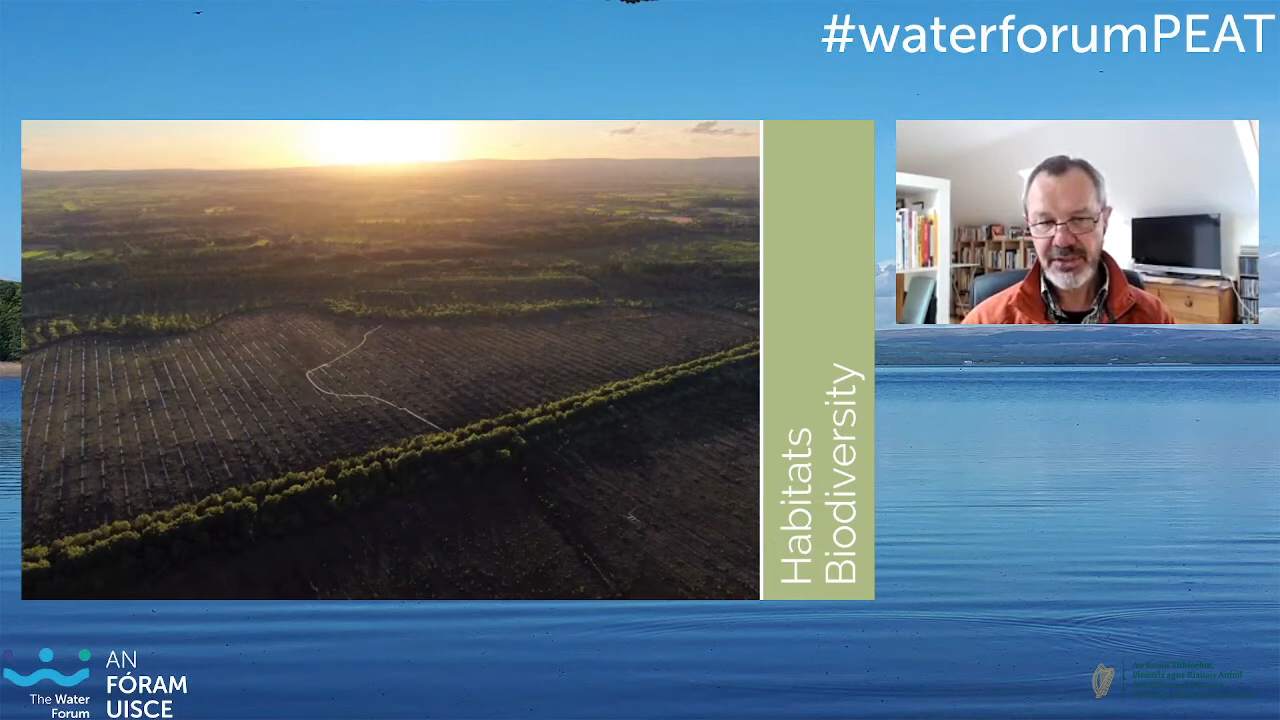 #waterforumPEAT
Habitats
Biodiversity
The Water
Forum
AN
FÓRAM
UISCE